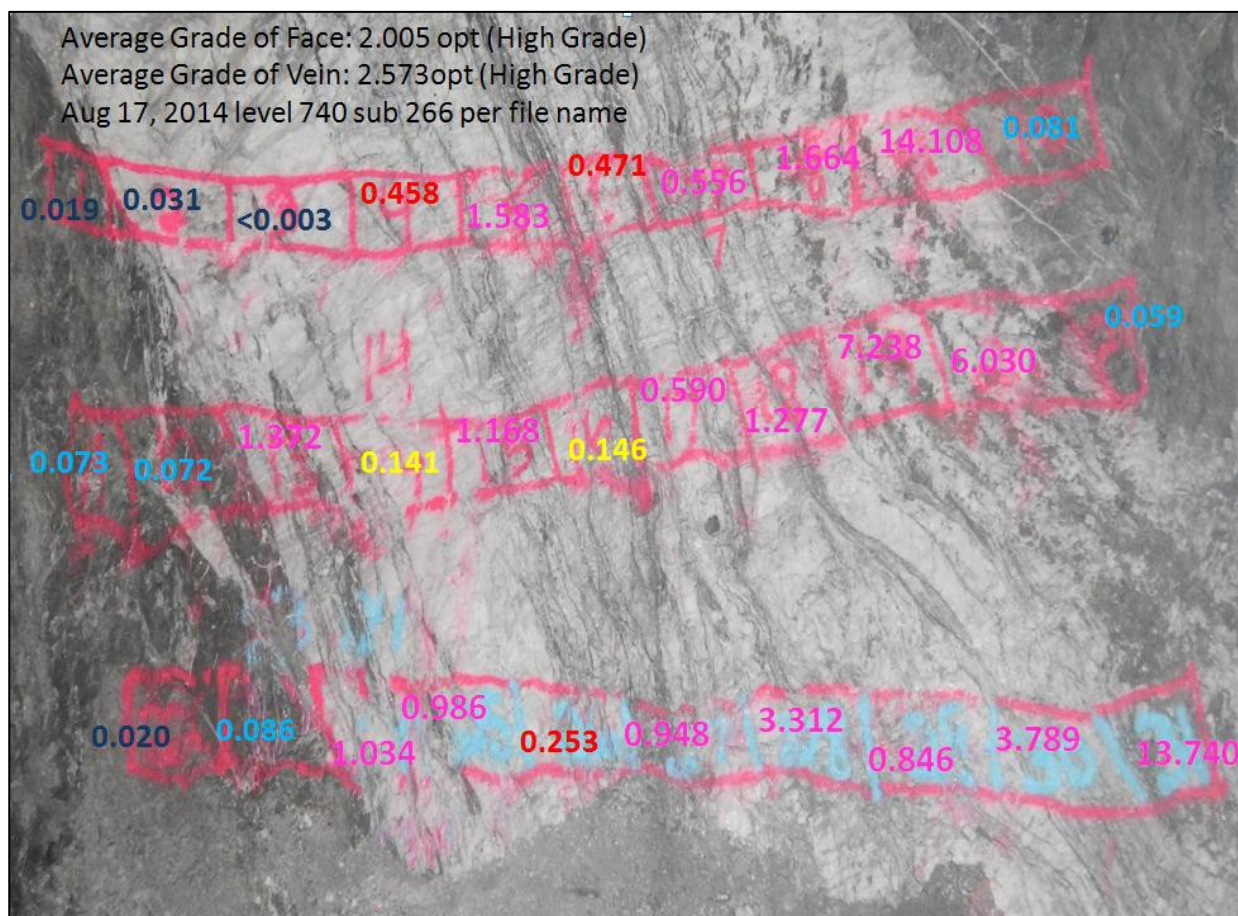 Average Grade of Face: 2.005 opt (High Grade)
Average Grade of Vein: 2.573opt (High Grade)
Aug 17, 2014 level 740 sub 266 per file name
0.019 0.031 <0.003 0.458 1.583 0.471 0.556 1.664 14.108 0.081
7
0.073 0.072 1.372 0.141 1.168 0.146 0.590 1.277 7.238 6.030 0.059
14
0.020 0.086 1.034 0.986 0.253 0.948 3.312 0.846 3.789 13.740